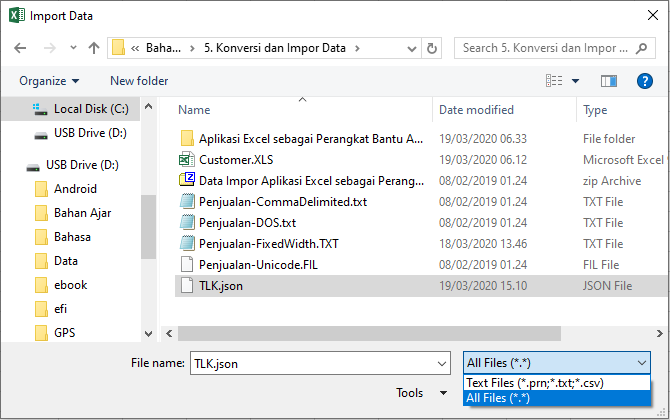 Import Data
« Baha... > 5. Konversi dan Impor Data >
Search 5. Konversi dan Impor ...
Organize
New folder
Name Date modified Type
Local Disk (C:)
USB Drive (D:)
USB Drive (D:)
Android
Bahan Ajar
Bahasa
Data
ebook
efi
GPS
Aplikasi Excel sebagai Perangkat Bantu A... 19/03/2020 06.33 File folder
Customer.XLS 19/03/2020 06.12 Microsoft Excel
Data Impor Aplikasi Excel sebagai Perang... 08/02/2019 01.24 zip Archive
Penjualan-CommaDelimited.txt 08/02/2019 01.24 TXT File
Penjualan-DOS.txt 08/02/2019 01.24 TXT File
Penjualan-FixedWidth.TXT 18/03/2020 13.46 TXT File
Penjualan-Unicode.FIL 08/02/2019 01.24 FIL File
TLK.json 19/03/2020 15.10 JSON File
File name: TLK.json
All Files (*.*)
Text Files (*.prn;*.txt;*.csv)
All Files (*.*)
Tools